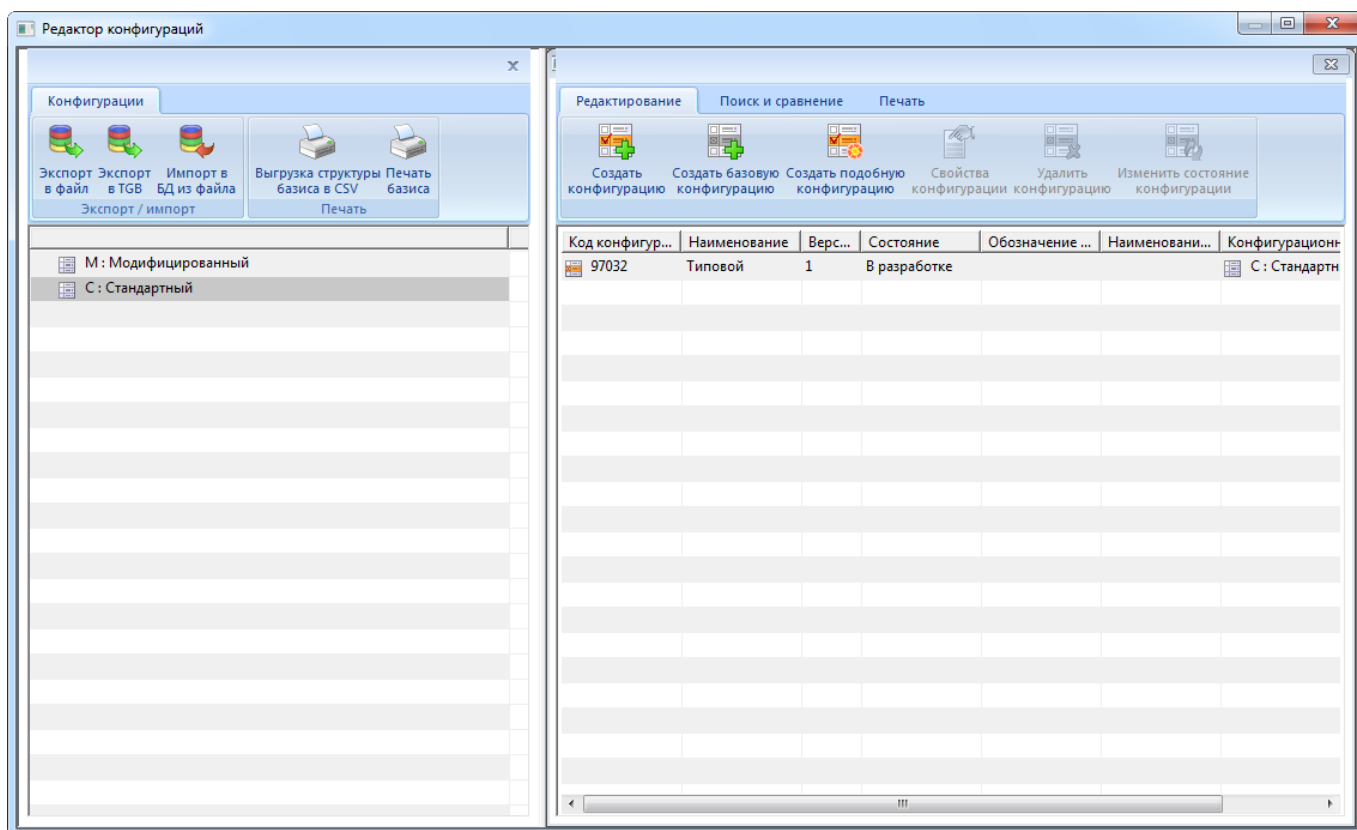 Редактор конфигураций
Конфигурации
Экспорт в файл
Экспорт в TGB
Импорт в БД из файла
Выгрузка структуры базиса в CSV
Печать базиса
Экспорт / импорт
Печать
М : Модифицированный
С : Стандартный
Редактирование Поиск и сравнение Печать
Создать конфигурацию
Создать базовую конфигурацию
Создать подобную конфигурацию
Свойства конфигурации
Удалить конфигурацию
Изменить состояние конфигурации
Код конфигур... Наименование Верс... Состояние Обозначение ... Наименовани... Конфигурационн
97032 Типовой 1 В разработке С : Стандартн